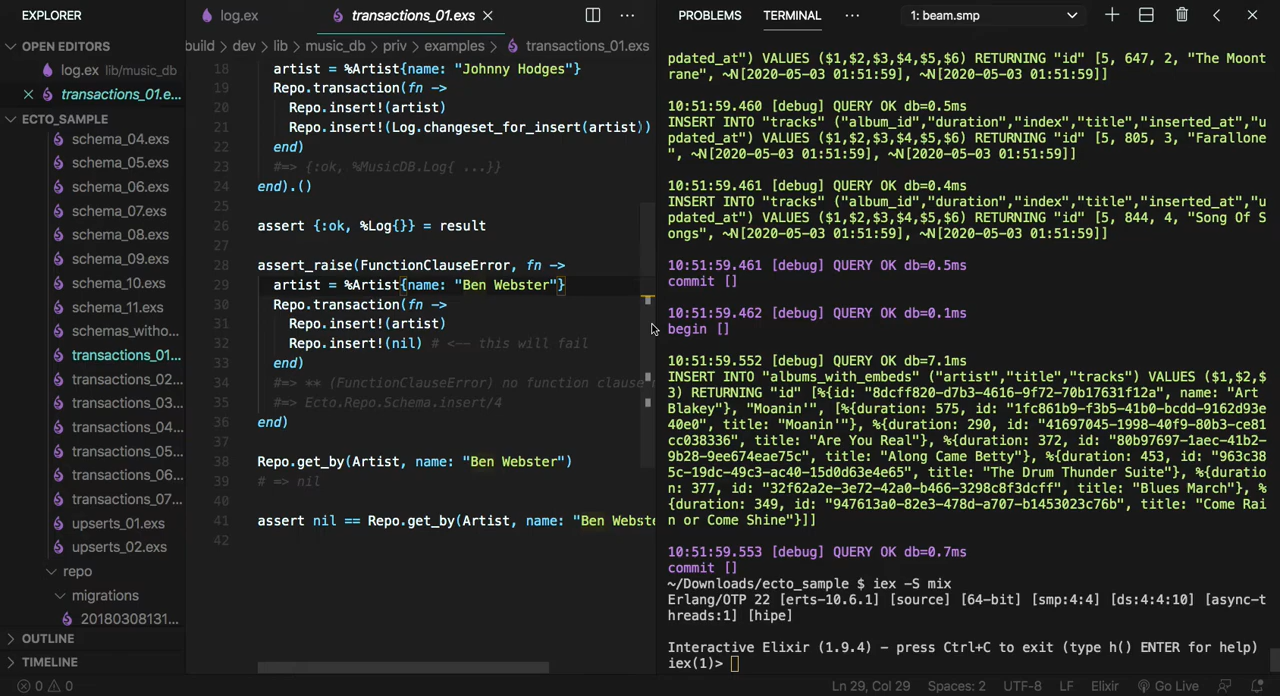 EXPLORER
OPEN EDITORS
log.ex lib/music_db
transactions_01.e...
ECTO_SAMPLE
schema_04.exs
schema_05.exs
schema_06.exs
schema_07.exs
schema_08.exs
schema_09.exs
schema_10.exs
schema_11.exs
schemas_witho...
transactions_01...
transactions_02...
transactions_03...
transactions_04...
transactions_05...
transactions_06...
transactions_07...
upserts_01.exs
upserts_02.exs
repo
migrations
20180308131...
OUTLINE
TIMELINE
log.ex
transactions_01.exs
build > dev > lib > music_db > priv > examples > transactions_01.exs
18 artist = %Artist{name: "Johnny Hodges"}
19 Repo.transaction(fn ->
20 Repo.insert!(artist)
21 Repo.insert!(Log.changeset_for_insert(artist))
22 end)
23 #=> {:ok, %MusicDB.Log{ ...}}
24 end).()
25
26 assert {:ok, %Log{}} = result
27
28 assert_raise(FunctionClauseError, fn ->
29 artist = %Artist{name: "Ben Webster"}
30 Repo.transaction(fn ->
31 Repo.insert!(artist)
32 Repo.insert!(nil) # <-- this will fail
33 end)
34 #=> ** (FunctionClauseError) no function clause
35 #=> Ecto.Repo.Schema.insert/4
36 end)
37
38 Repo.get_by(Artist, name: "Ben Webster")
39 # => nil
40
41 assert nil == Repo.get_by(Artist, name: "Ben Webste
42
PROBLEMS TERMINAL ... 1: beam.smp
pdated_at") VALUES ($1,$2,$3,$4,$5,$6) RETURNING "id" [5, 647, 2, "The Moont
rane", ~N[2020-05-03 01:51:59], ~N[2020-05-03 01:51:59]]
10:51:59.460 [debug] QUERY OK db=0.5ms
INSERT INTO "tracks" ("album_id","duration","index","title","inserted_at","u
pdated_at") VALUES ($1,$2,$3,$4,$5,$6) RETURNING "id" [5, 805, 3, "Farallone
", ~N[2020-05-03 01:51:59], ~N[2020-05-03 01:51:59]]
10:51:59.461 [debug] QUERY OK db=0.4ms
INSERT INTO "tracks" ("album_id","duration","index","title","inserted_at","u
pdated_at") VALUES ($1,$2,$3,$4,$5,$6) RETURNING "id" [5, 844, 4, "Song Of S
ongs", ~N[2020-05-03 01:51:59], ~N[2020-05-03 01:51:59]]
10:51:59.461 [debug] QUERY OK db=0.5ms
commit []
10:51:59.462 [debug] QUERY OK db=0.1ms
begin []
10:51:59.552 [debug] QUERY OK db=7.1ms
INSERT INTO "albums_with_embeds" ("artist","title","tracks") VALUES ($1,$2,$
3) RETURNING "id" [%{id: "8dcff820-d7b3-4616-9f72-70b17631f12a", name: "Art
Blakey"}, "Moanin'", [%{duration: 575, id: "1fc861b9-f3b5-41b0-bcdd-9162d93e
40e0", title: "Moanin'"}, %{duration: 290, id: "41697045-1998-40f9-80b3-ce81
cc038336", title: "Are You Real"}, %{duration: 372, id: "80b97697-1aec-41b2-
9b28-9ee674eae75c", title: "Along Came Betty"}, %{duration: 453, id: "963c38
5c-19dc-49c3-ac40-15d0d63e4e65", title: "The Drum Thunder Suite"}, %{duratio
n: 377, id: "32f62a2e-3e72-42a0-b466-3298c8f3dcff", title: "Blues March"}, %
{duration: 349, id: "947613a0-82e3-478d-a707-b1453023c76b", title: "Come Rai
n or Come Shine"}]]
10:51:59.553 [debug] QUERY OK db=0.7ms
commit []
~/Downloads/ecto_sample $ iex -S mix
Erlang/OTP 22 [erts-10.6.1] [source] [64-bit] [smp:4:4] [ds:4:4:10] [async-t
hreads:1] [hipe]
Interactive Elixir (1.9.4) - press Ctrl+C to exit (type h() ENTER for help)
iex(1)>
0 0 Ln 29, Col 29 Spaces: 2 UTF-8 LF Elixir Go Live